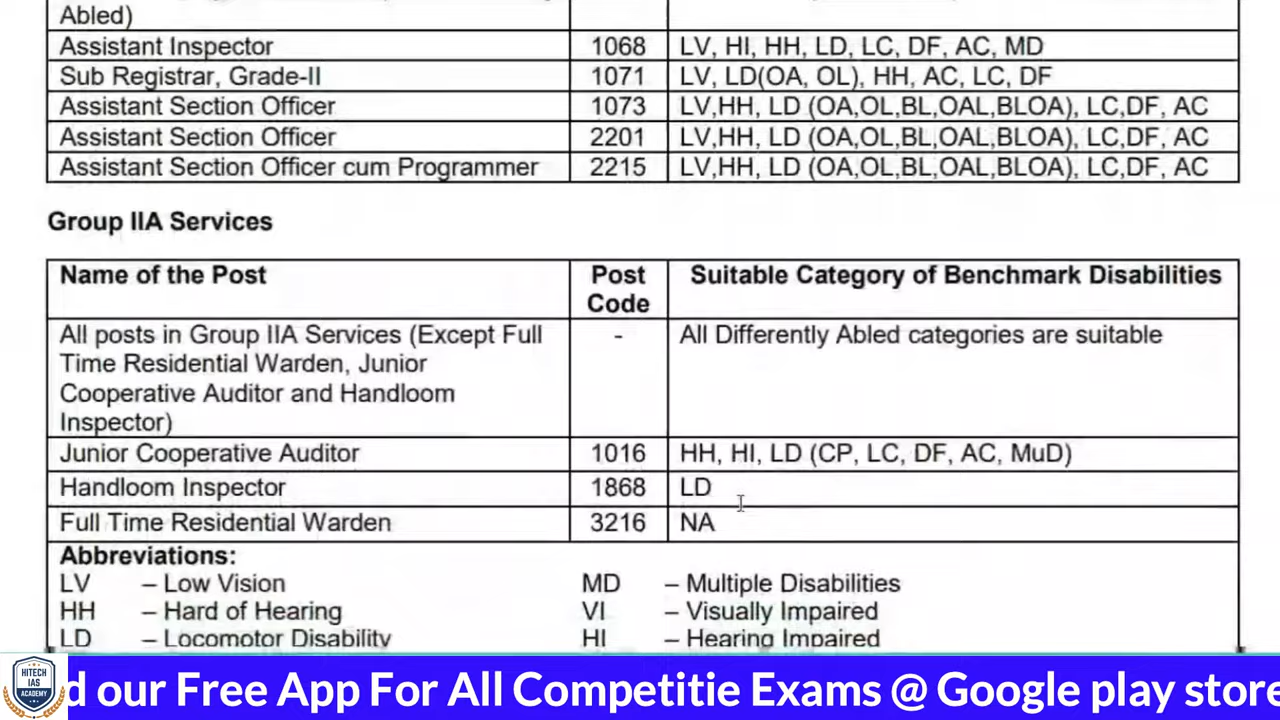 Abled)
Assistant Inspector 1068 LV, HI, HH, LD, LC, DF, AC, MD
Sub Registrar, Grade-II 1071 LV, LD(OA, OL), HH, AC, LC, DF
Assistant Section Officer 1073 LV,HH, LD (OA,OL,BL,OAL,BLOA), LC,DF, AC
Assistant Section Officer 2201 LV,HH, LD (OA,OL,BL,OAL,BLOA), LC,DF, AC
Assistant Section Officer cum Programmer 2215 LV,HH, LD (OA,OL,BL,OAL,BLOA), LC,DF, AC
Group IIA Services
Name of the Post Post Code Suitable Category of Benchmark Disabilities
All posts in Group IIA Services (Except Full - All Differently Abled categories are suitable
Time Residential Warden, Junior
Cooperative Auditor and Handloom
Inspector)
Junior Cooperative Auditor 1016 HH, HI, LD (CP, LC, DF, AC, MuD)
Handloom Inspector 1868 LD
Full Time Residential Warden 3216 NA
Abbreviations:
LV – Low Vision MD – Multiple Disabilities
HH – Hard of Hearing VI – Visually Impaired
LD – Locomotor Disability HI – Hearing Impaired
HITECH
IAS
ACADEMY
d our Free App For All Competitie Exams @ Google play store